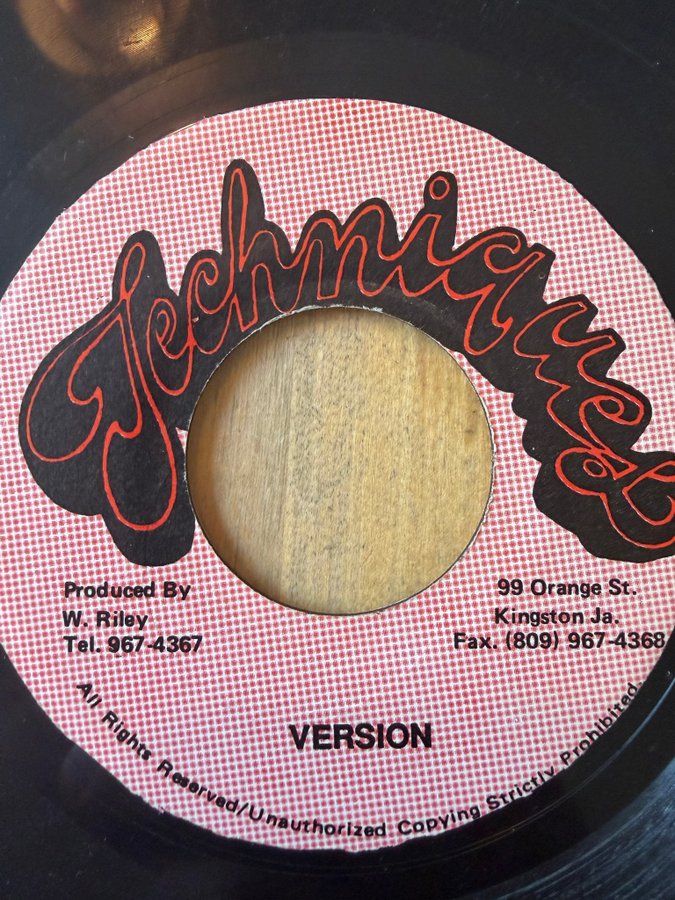 Techniques
Produced By
W. Riley
Tel. 967-4367
99 Orange St.
Kingston Ja.
Fax. (809) 967-4368
VERSION
All Rights Reserved/Unauthorized Copying Strictly Prohibited.